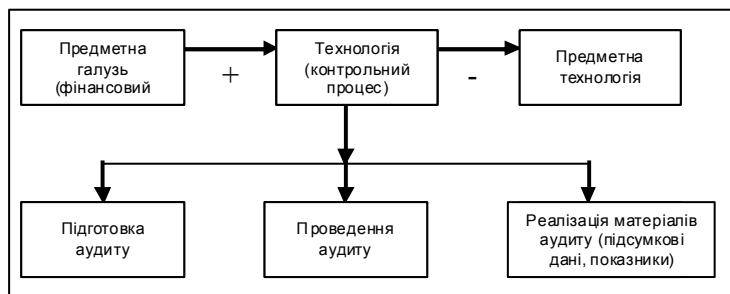 Предметна
галузь
(фінансовий
+
Технологія
(контрольний
процес)
-
Предметна
технологія
Підготовка
аудиту
Проведення
аудиту
Реалізація матеріалів
аудиту (підсумкові
дані, показники)